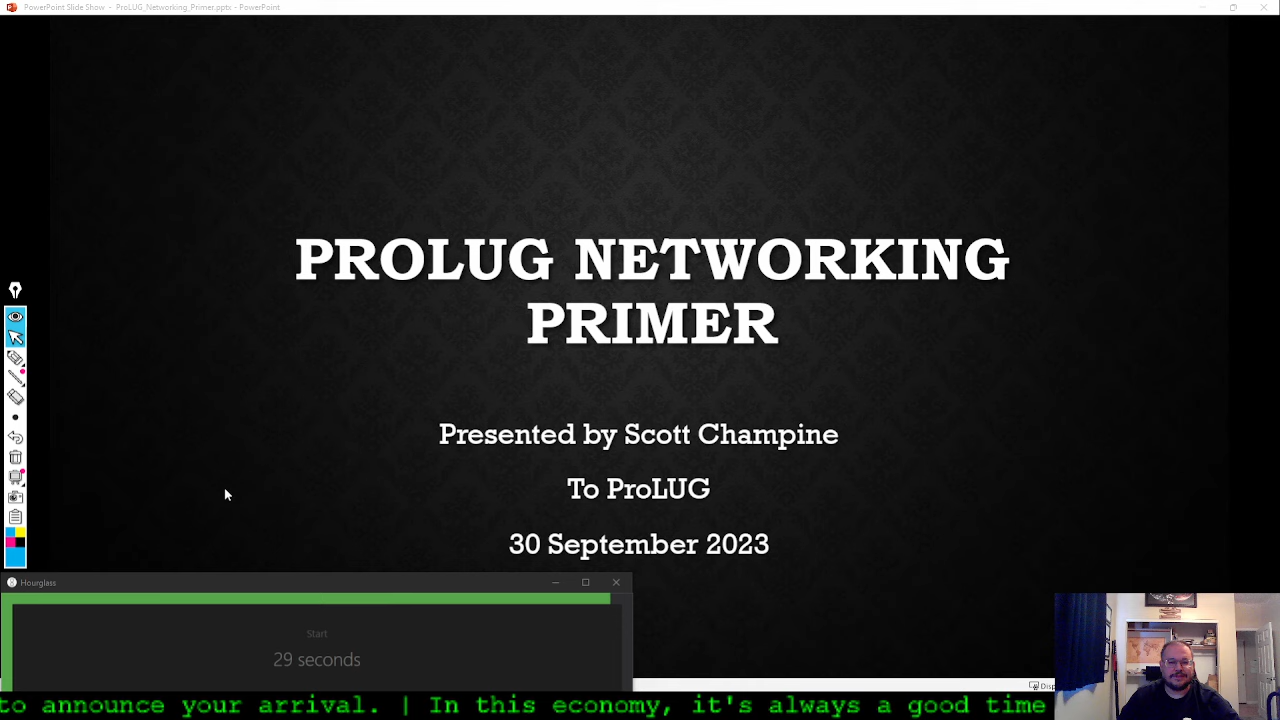 PowerPoint Slide Show - ProLUG_Networking_Primer.pptx - PowerPoint
PROLUG NETWORKING
PRIMER
Presented by Scott Champine
To ProLUG
30 September 2023
Hourglass
Start
29 seconds
Disp
to announce your arrival. | In this economy, it's always a good time